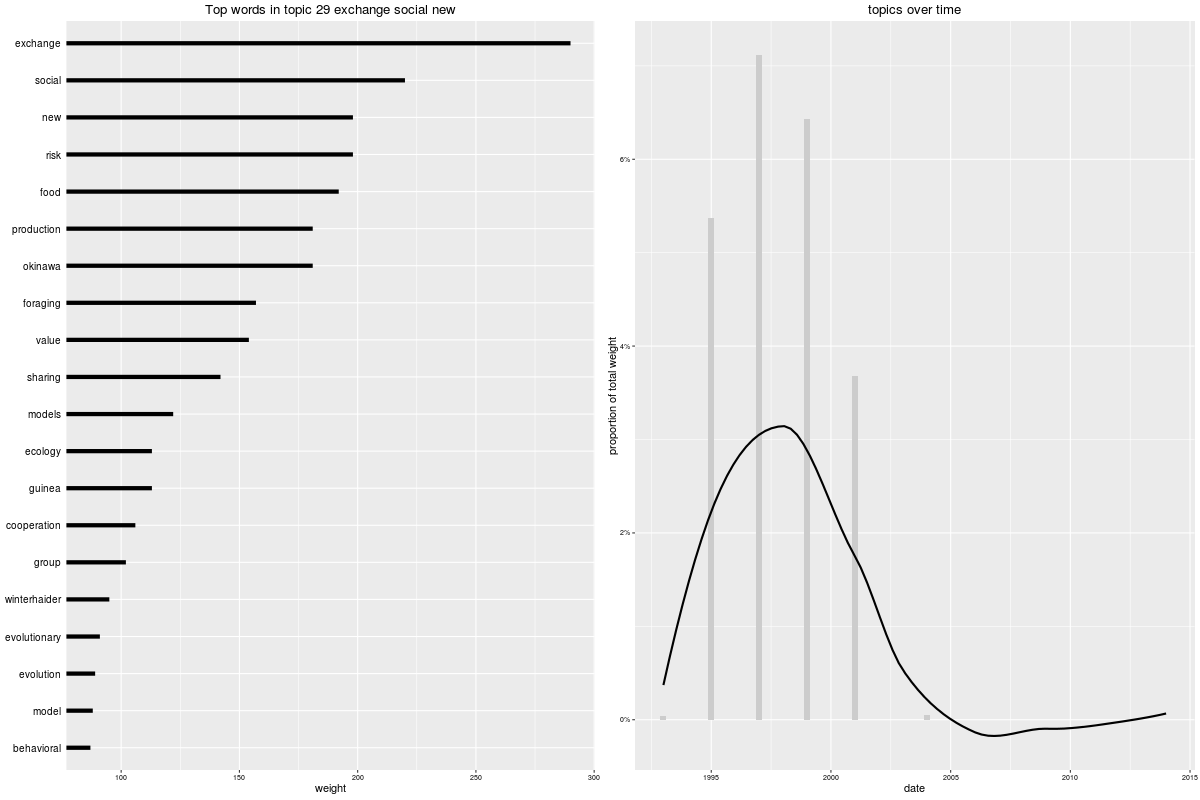 Top words in topic 29 exchange social new
exchange
social
new
risk
food
production
okinawa
foraging
value
sharing
models
ecology
guinea
cooperation
group
winterhaider
evolutionary
evolution
model
behavioral
100 150 200 250 300
weight
topics over time
proportion of total weight
6%
4%
2%
0%
1995 2000 2005 2010 2015
date